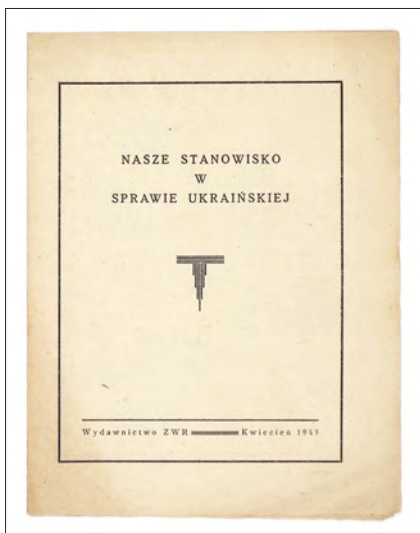 NASZE STANOWISKO
W
SPRAWIE UKRAIŃSKIEJ
Wydawnictwo ZWR Kwiecień 1943